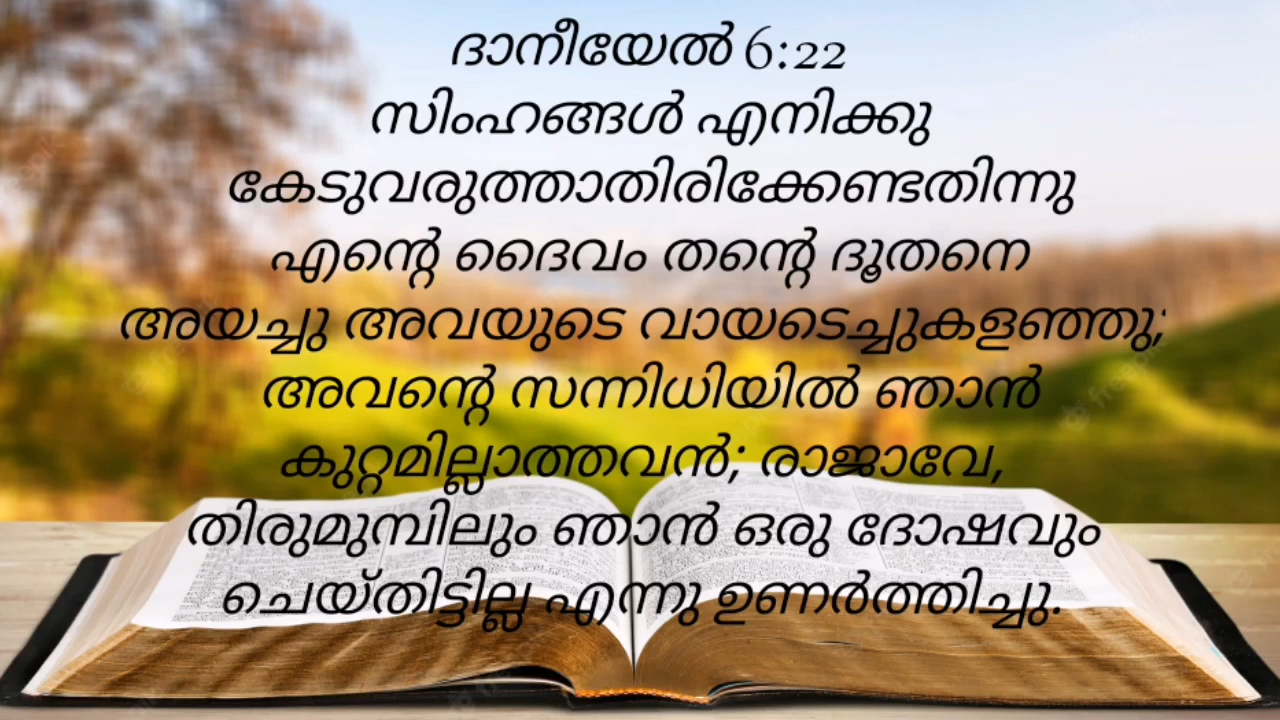 ദാനീയേൽ 6:22
സിംഹങ്ങൾ എനിക്കു
കേടുവരുത്താതിരിക്കേണ്ടതിന്നു
എന്റെ ദൈവം തന്റെ ദൂതനെ
അയച്ചു അവയുടെ വായടെച്ചുകളഞ്ഞു;
അവന്റെ സന്നിധിയിൽ ഞാൻ
കുറ്റമില്ലാത്തവൻ; രാജാവേ,
തിരുമുമ്പിലും ഞാൻ ഒരു ദോഷവും
ചെയ്തിട്ടില്ല എന്നു ഉണർത്തിച്ചു.